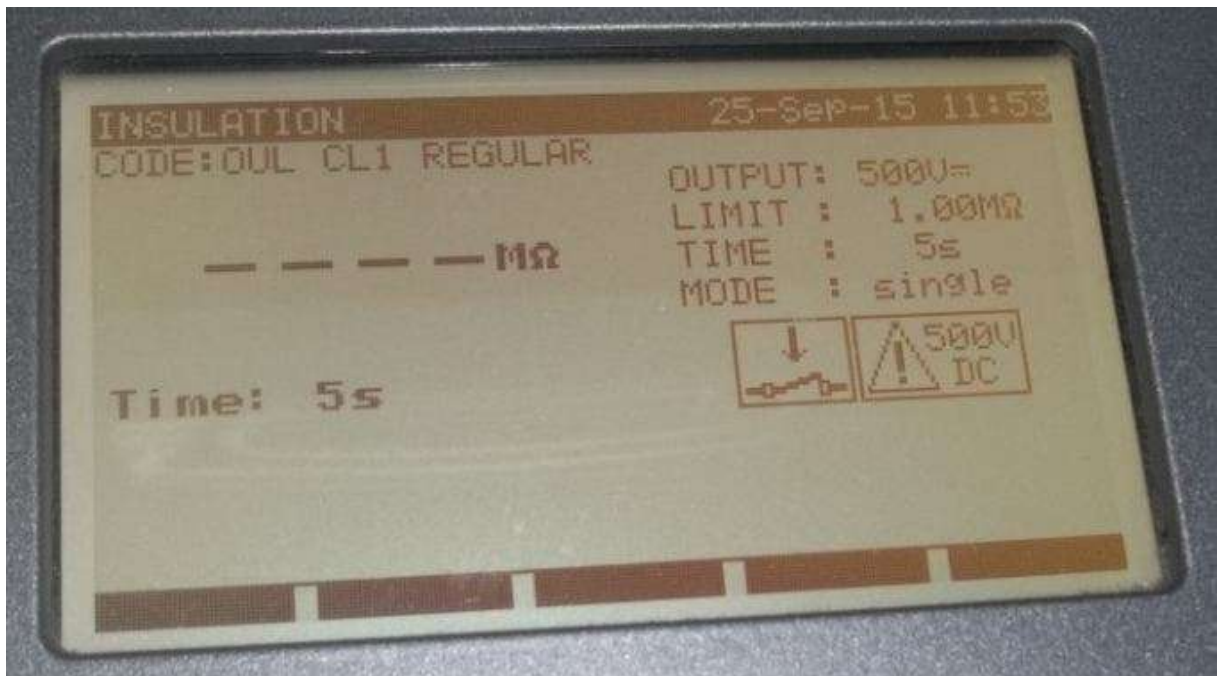 INSULATION 25-Sep-15 11:53
CODE:OUL CL1 REGULAR
OUTPUT: 500V⎓
LIMIT : 1.00MΩ
TIME : 5s
MODE : single
– – – – MΩ
500V
DC
Time: 5s